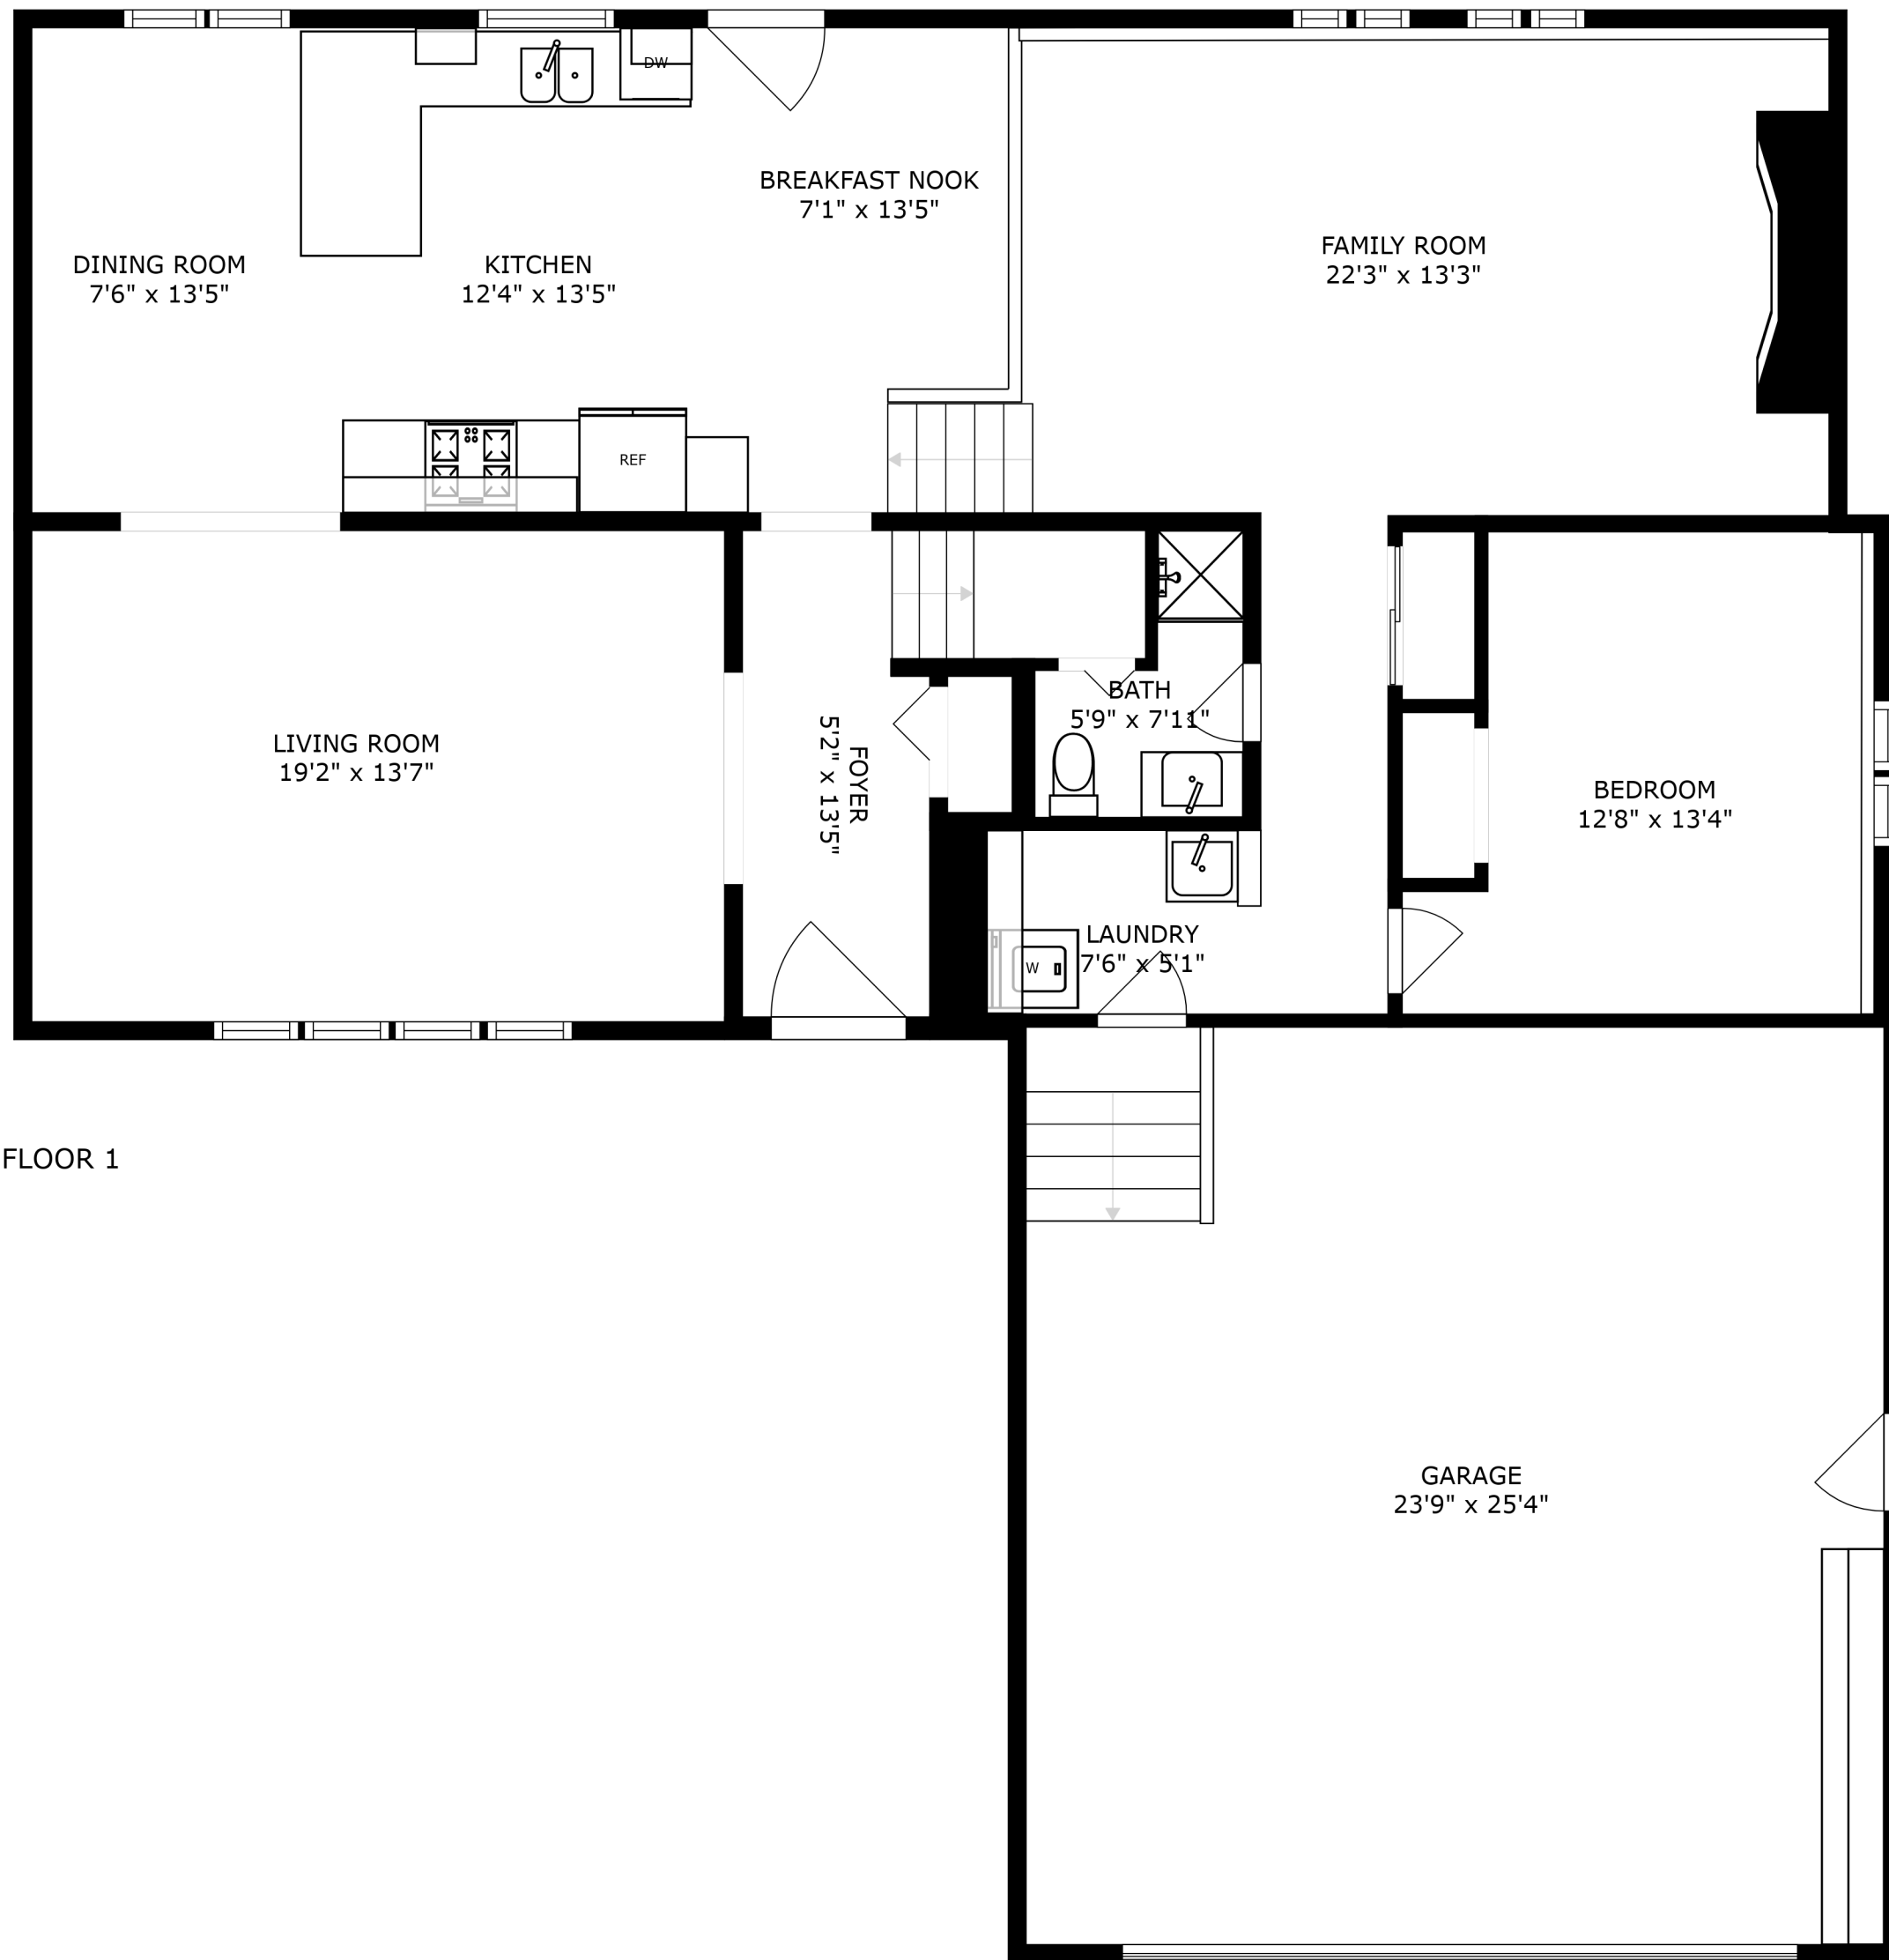 DW
BREAKFAST NOOK
7'1" x 13'5"
FAMILY ROOM
22'3" x 13'3"
DINING ROOM
7'6" x 13'5"
KITCHEN
12'4" x 13'5"
REF
BATH
5'9" x 7'11"
LIVING ROOM
19'2" x 13'7"
FOYER
5'2" x 13'5"
BEDROOM
12'8" x 13'4"
LAUNDRY
7'6" x 5'1"
W
FLOOR 1
GARAGE
23'9" x 25'4"